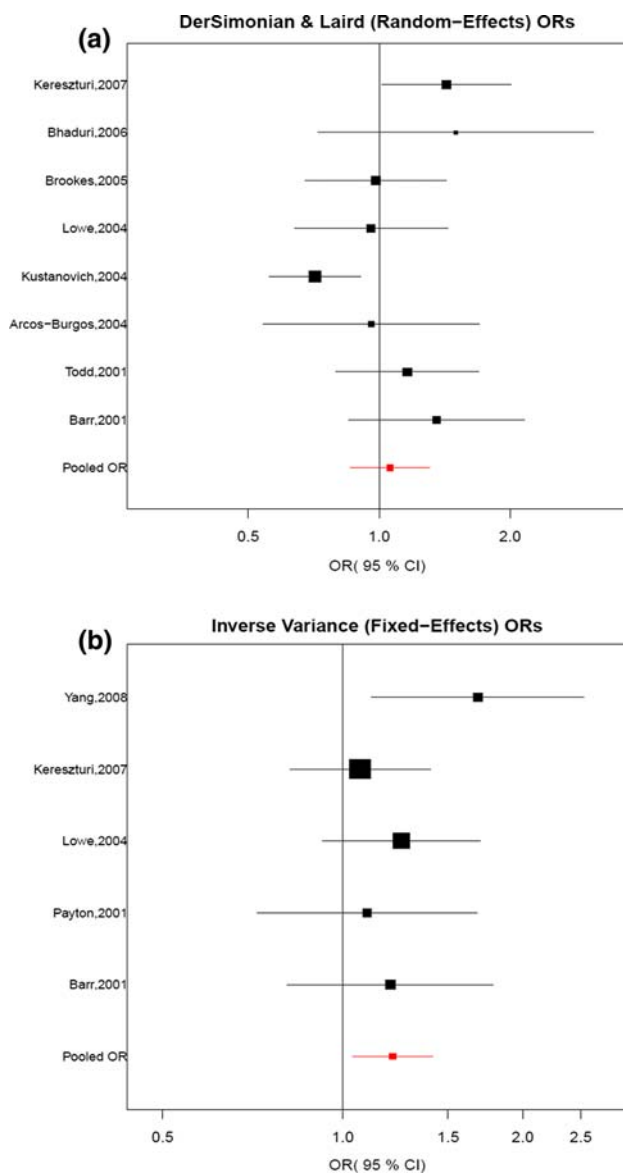 (a)
DerSimonian & Laird (Random−Effects) ORs
Kereszturi,2007
Bhaduri,2006
Brookes,2005
Lowe,2004
Kustanovich,2004
Arcos−Burgos,2004
Todd,2001
Barr,2001
Pooled OR
0.5 1.0 2.0
OR( 95 % CI)
(b)
Inverse Variance (Fixed−Effects) ORs
Yang,2008
Kereszturi,2007
Lowe,2004
Payton,2001
Barr,2001
Pooled OR
0.5 1.0 1.5 2.0 2.5
OR( 95 % CI)